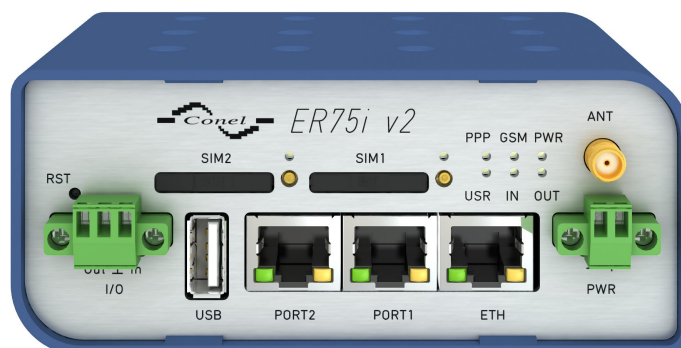 Conel ER75i v2
ANT
PPP GSM PWR
SIM2 SIM1
RST
USR IN OUT
I/O
USB PORT2 PORT1 ETH PWR